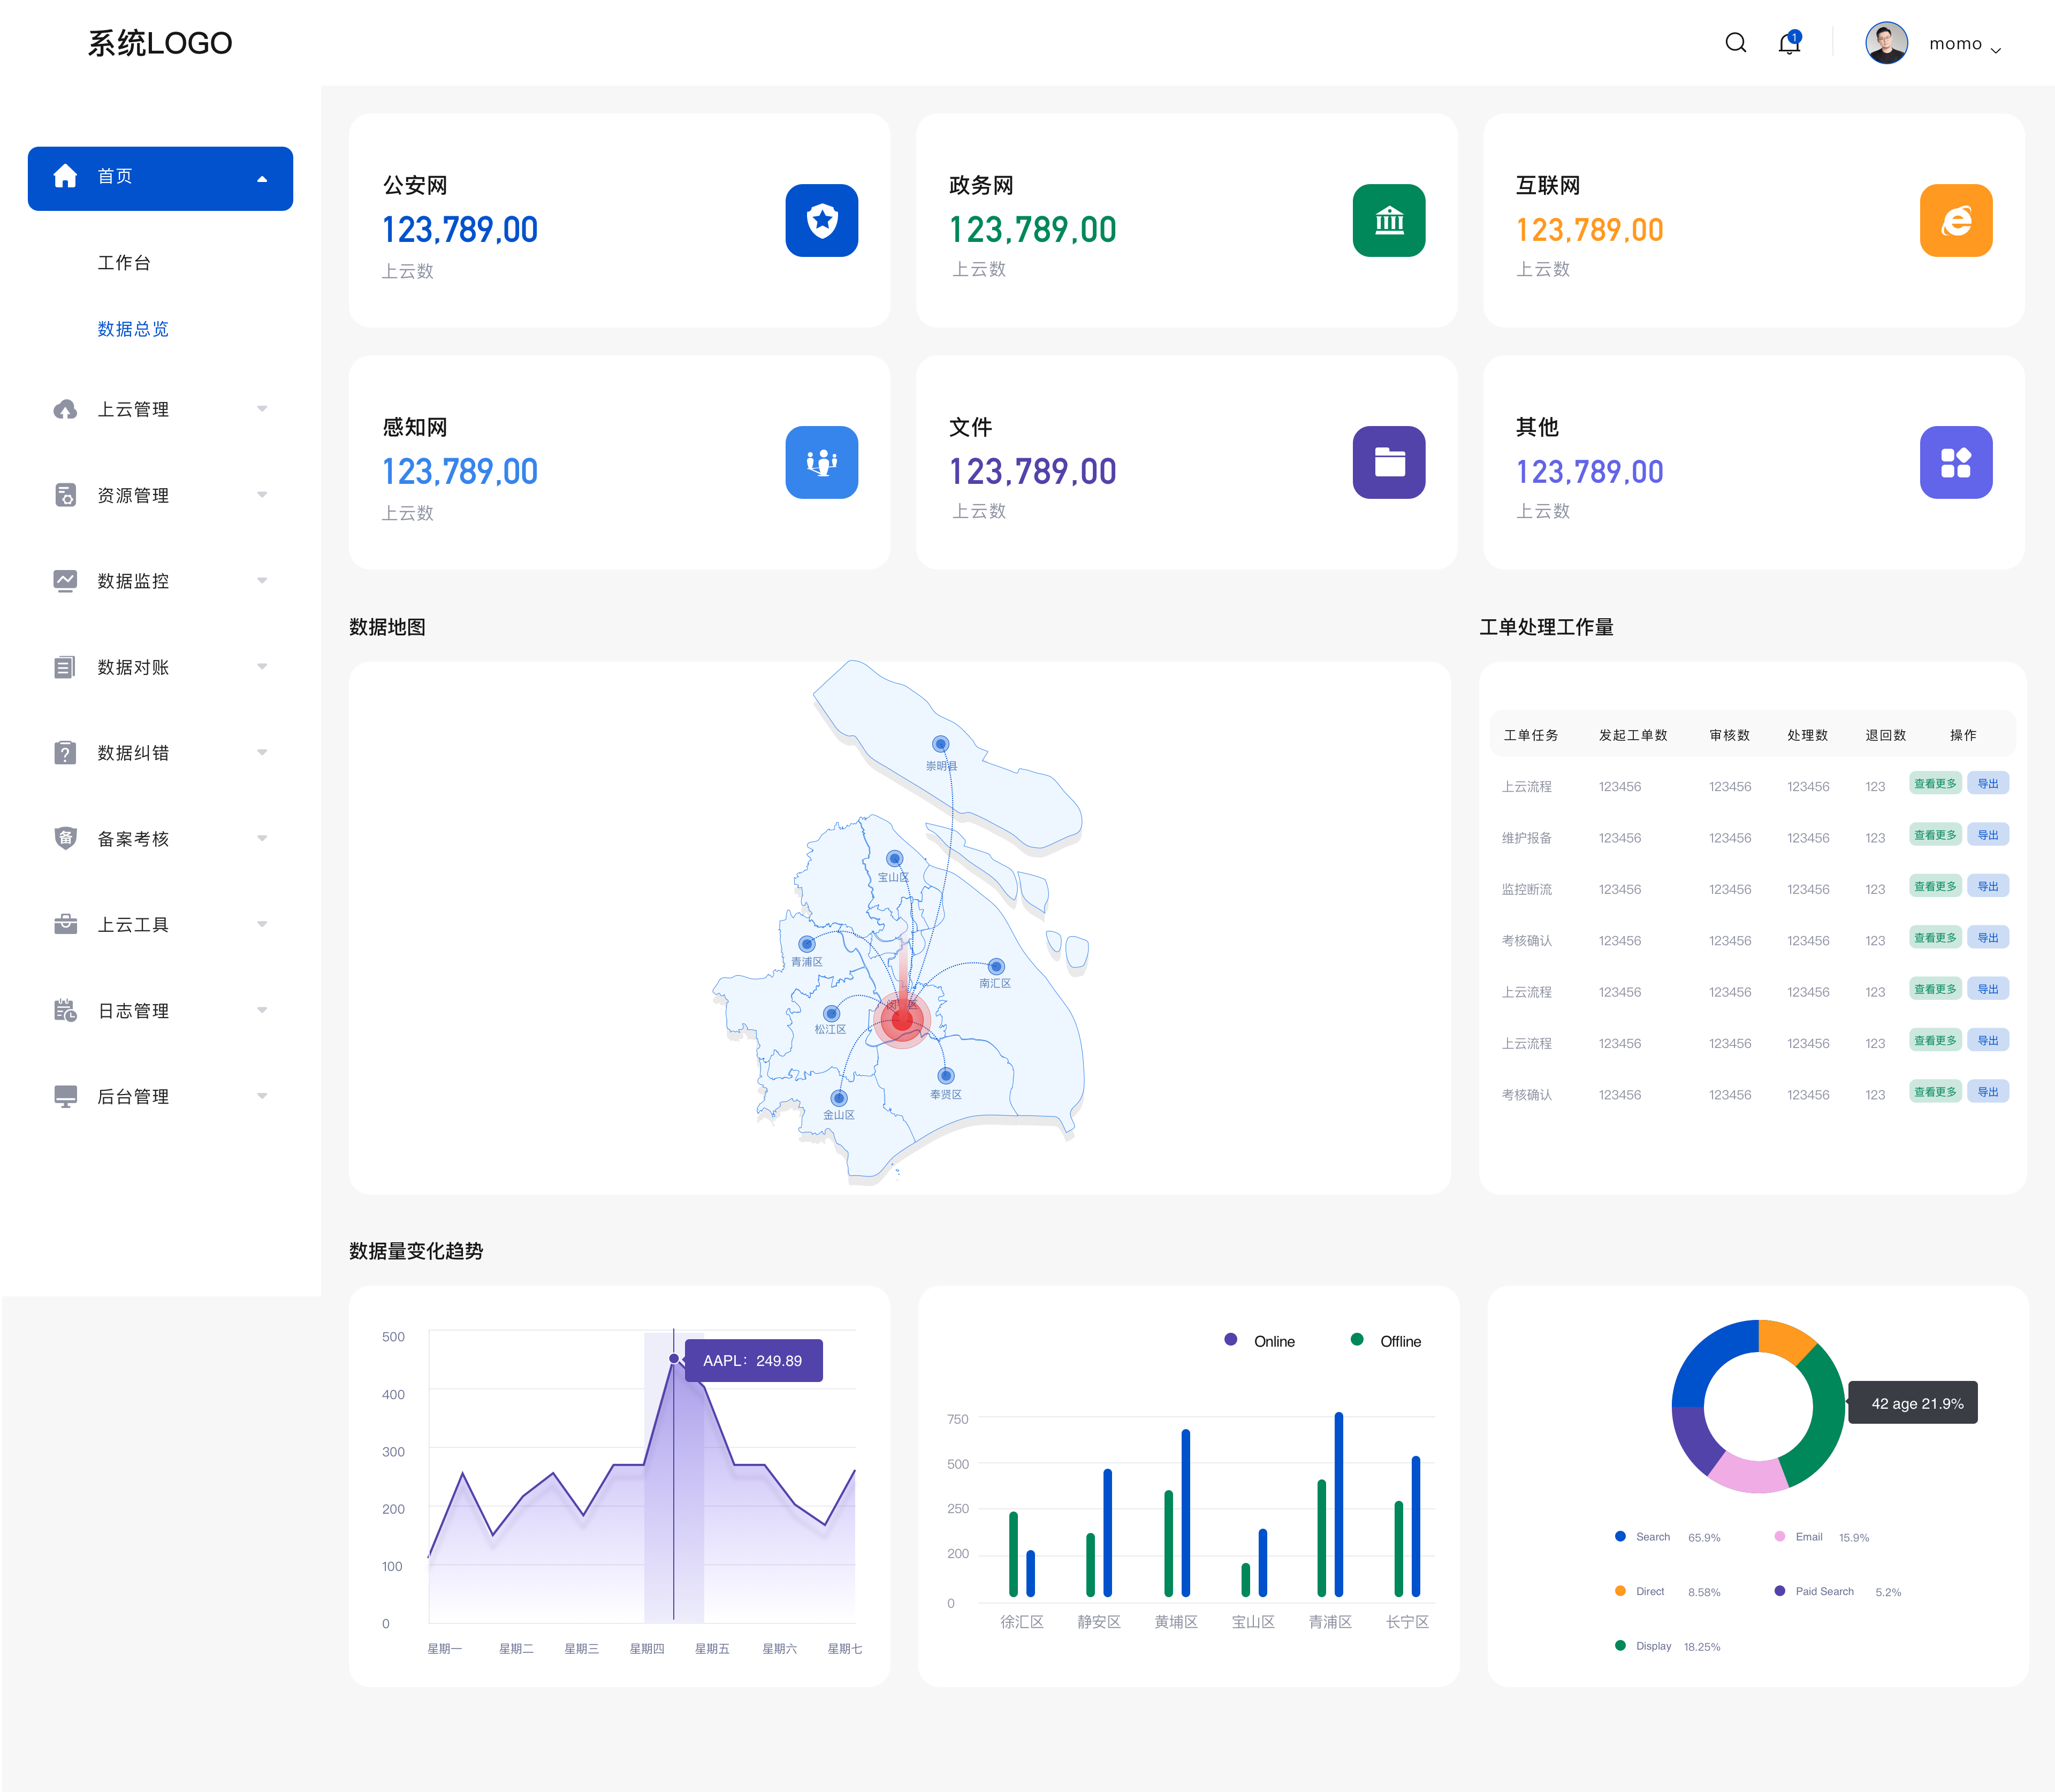 系统LOGO
1
momo
首页
工作台
数据总览
上云管理
资源管理
数据监控
数据对账
?
数据纠错
备
备案考核
上云工具
日志管理
后台管理
公安网
123,789,00
上云数
政务网
123,789,00
上云数
互联网
123,789,00
上云数
感知网
123,789,00
上云数
文件
123,789,00
上云数
其他
123,789,00
上云数
数据地图
崇明县
宝山区
青浦区
南汇区
松江区
奉贤区
金山区
工单处理工作量
工单任务 发起工单数 审核数 处理数 退回数 操作
上云流程 123456 123456 123456 123 查看更多 导出
维护报备 123456 123456 123456 123 查看更多 导出
监控断流 123456 123456 123456 123 查看更多 导出
考核确认 123456 123456 123456 123 查看更多 导出
上云流程 123456 123456 123456 123 查看更多 导出
上云流程 123456 123456 123456 123 查看更多 导出
考核确认 123456 123456 123456 123 查看更多 导出
数据量变化趋势
500
400
300
200
100
0
AAPL：249.89
星期一 星期二 星期三 星期四 星期五 星期六 星期七
Online Offline
750
500
250
200
0
徐汇区 静安区 黄埔区 宝山区 青浦区 长宁区
42 age 21.9%
Search 65.9% Email 15.9%
Direct 8.58% Paid Search 5.2%
Display 18.25%